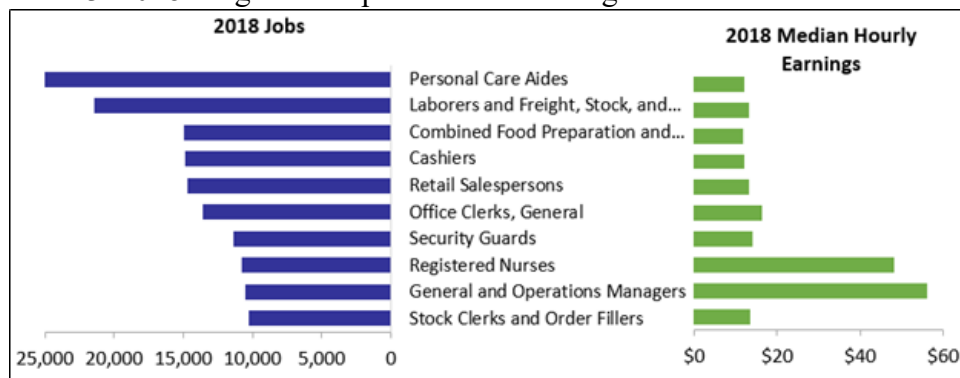 2018 Jobs
2018 Median Hourly
Earnings
Personal Care Aides
Laborers and Freight, Stock, and...
Combined Food Preparation and...
Cashiers
Retail Salespersons
Office Clerks, General
Security Guards
Registered Nurses
General and Operations Managers
Stock Clerks and Order Fillers
25,000 20,000 15,000 10,000 5,000 0
$0 $20 $40 $60